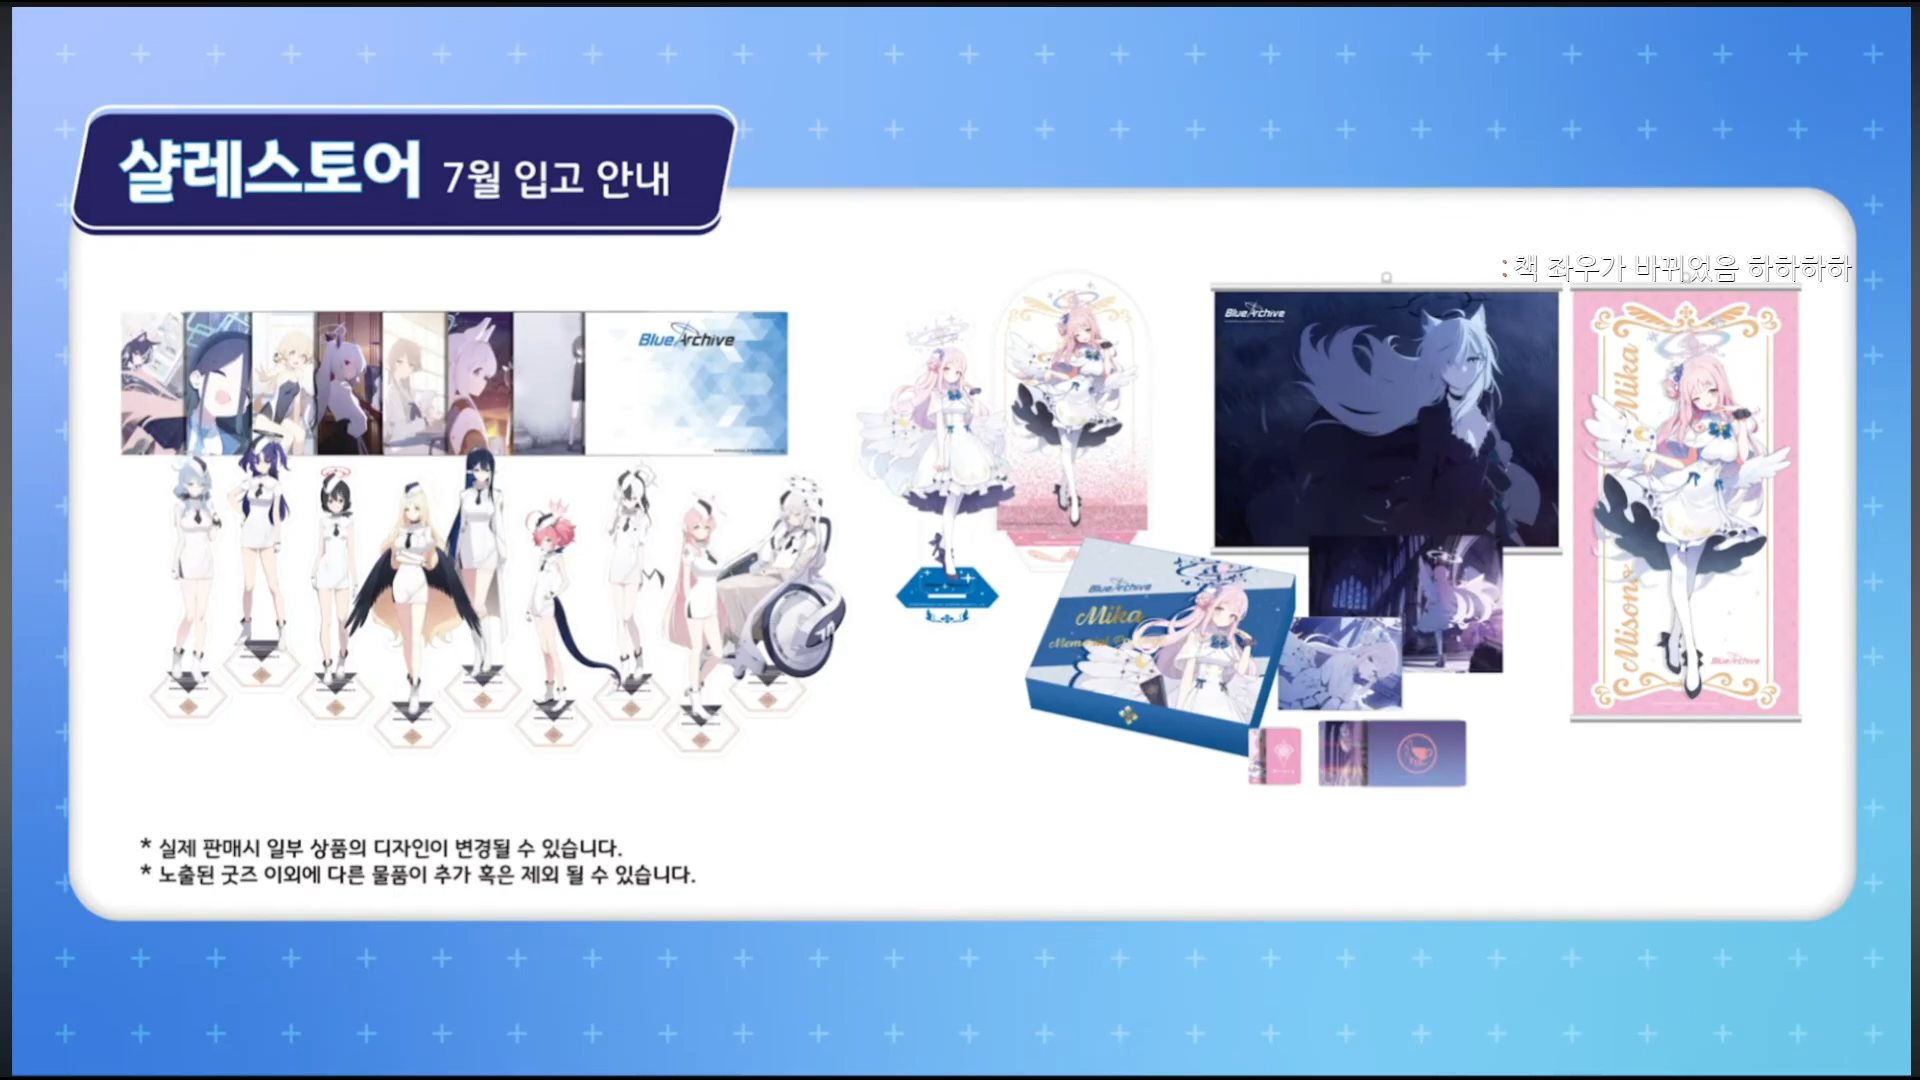 샬레스토어 7월 입고 안내
:책 좌우가 바뀌었음 하하하하
Blue Archive
Blue Archive
Mika
Misono
Blue Archive
Blue Archive
Mika
* 실제 판매시 일부 상품의 디자인이 변경될 수 있습니다.
* 노출된 굿즈 이외에 다른 물품이 추가 혹은 제외 될 수 있습니다.